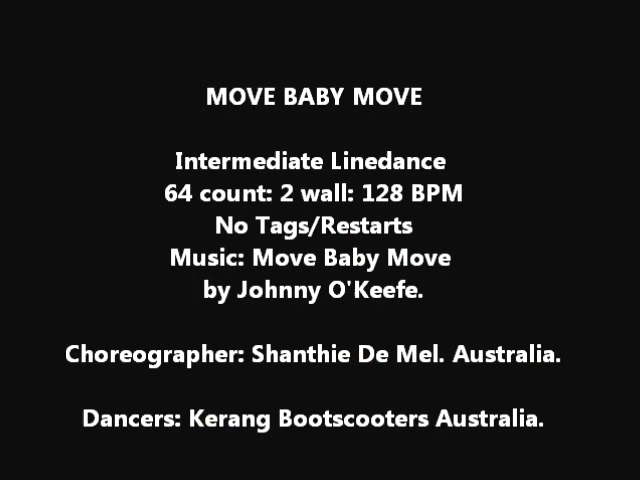 MOVE BABY MOVE
Intermediate Linedance
64 count: 2 wall: 128 BPM
No Tags/Restarts
Music: Move Baby Move
by Johnny O'Keefe.
Choreographer: Shanthie De Mel. Australia.
Dancers: Kerang Bootscooters Australia.